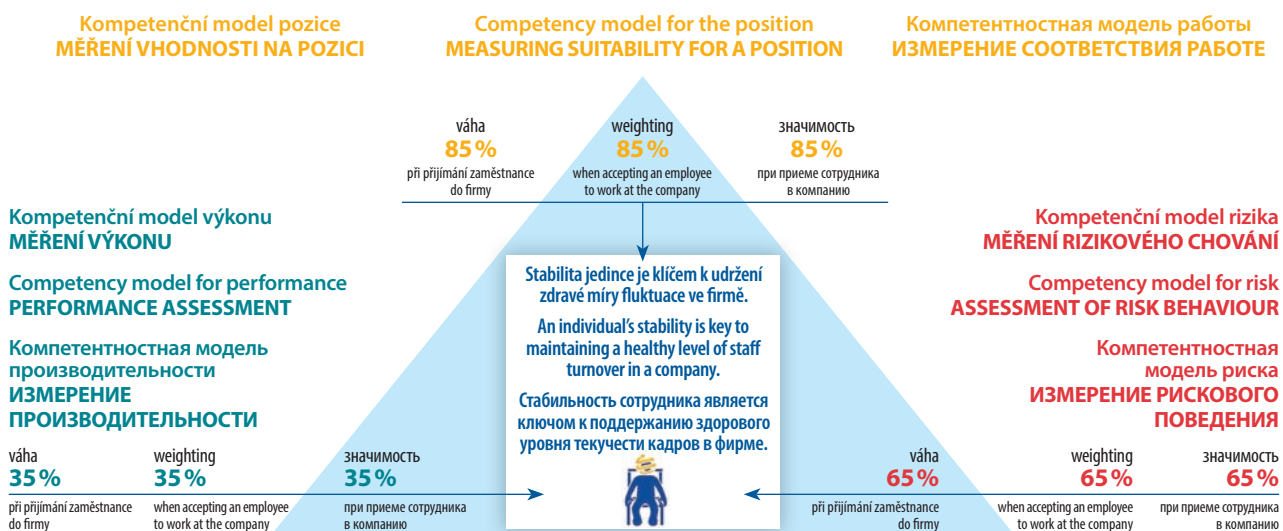 Kompetenční model pozice
MĚŘENÍ VHODNOSTI NA POZICI
Competency model for the position
MEASURING SUITABILITY FOR A POSITION
Компетентностная модель работы
ИЗМЕРЕНИЕ СООТВЕТСТВИЯ РАБОТЕ
váha
85 %
při přijímání zaměstnance
do firmy
weighting
85 %
when accepting an employee
to work at the company
значимость
85 %
при приеме сотрудника
в компанию
Kompetenční model výkonu
MĚŘENÍ VÝKONU
Competency model for performance
PERFORMANCE ASSESSMENT
Компетентностная модель
производительности
ИЗМЕРЕНИЕ
ПРОИЗВОДИТЕЛЬНОСТИ
váha
35 %
při přijímání zaměstnance
do firmy
weighting
35 %
when accepting an employee
to work at the company
значимость
35 %
при приеме сотрудника
в компанию
Stabilita jedince je klíčem k udržení
zdravé míry fluktuace ve firmě.
An individual's stability is key to
maintaining a healthy level of staff
turnover in a company.
Стабильность сотрудника является
ключом к поддержанию здорового
уровня текучести кадров в фирме.
Kompetenční model rizika
MĚŘENÍ RIZIKOVÉHO CHOVÁNÍ
Competency model for risk
ASSESSMENT OF RISK BEHAVIOUR
Компетентностная
модель риска
ИЗМЕРЕНИЕ РИСКОВОГО
ПОВЕДЕНИЯ
váha
65 %
při přijímání zaměstnance
do firmy
weighting
65 %
when accepting an employee
to work at the company
значимость
65 %
при приеме сотрудника
в компанию